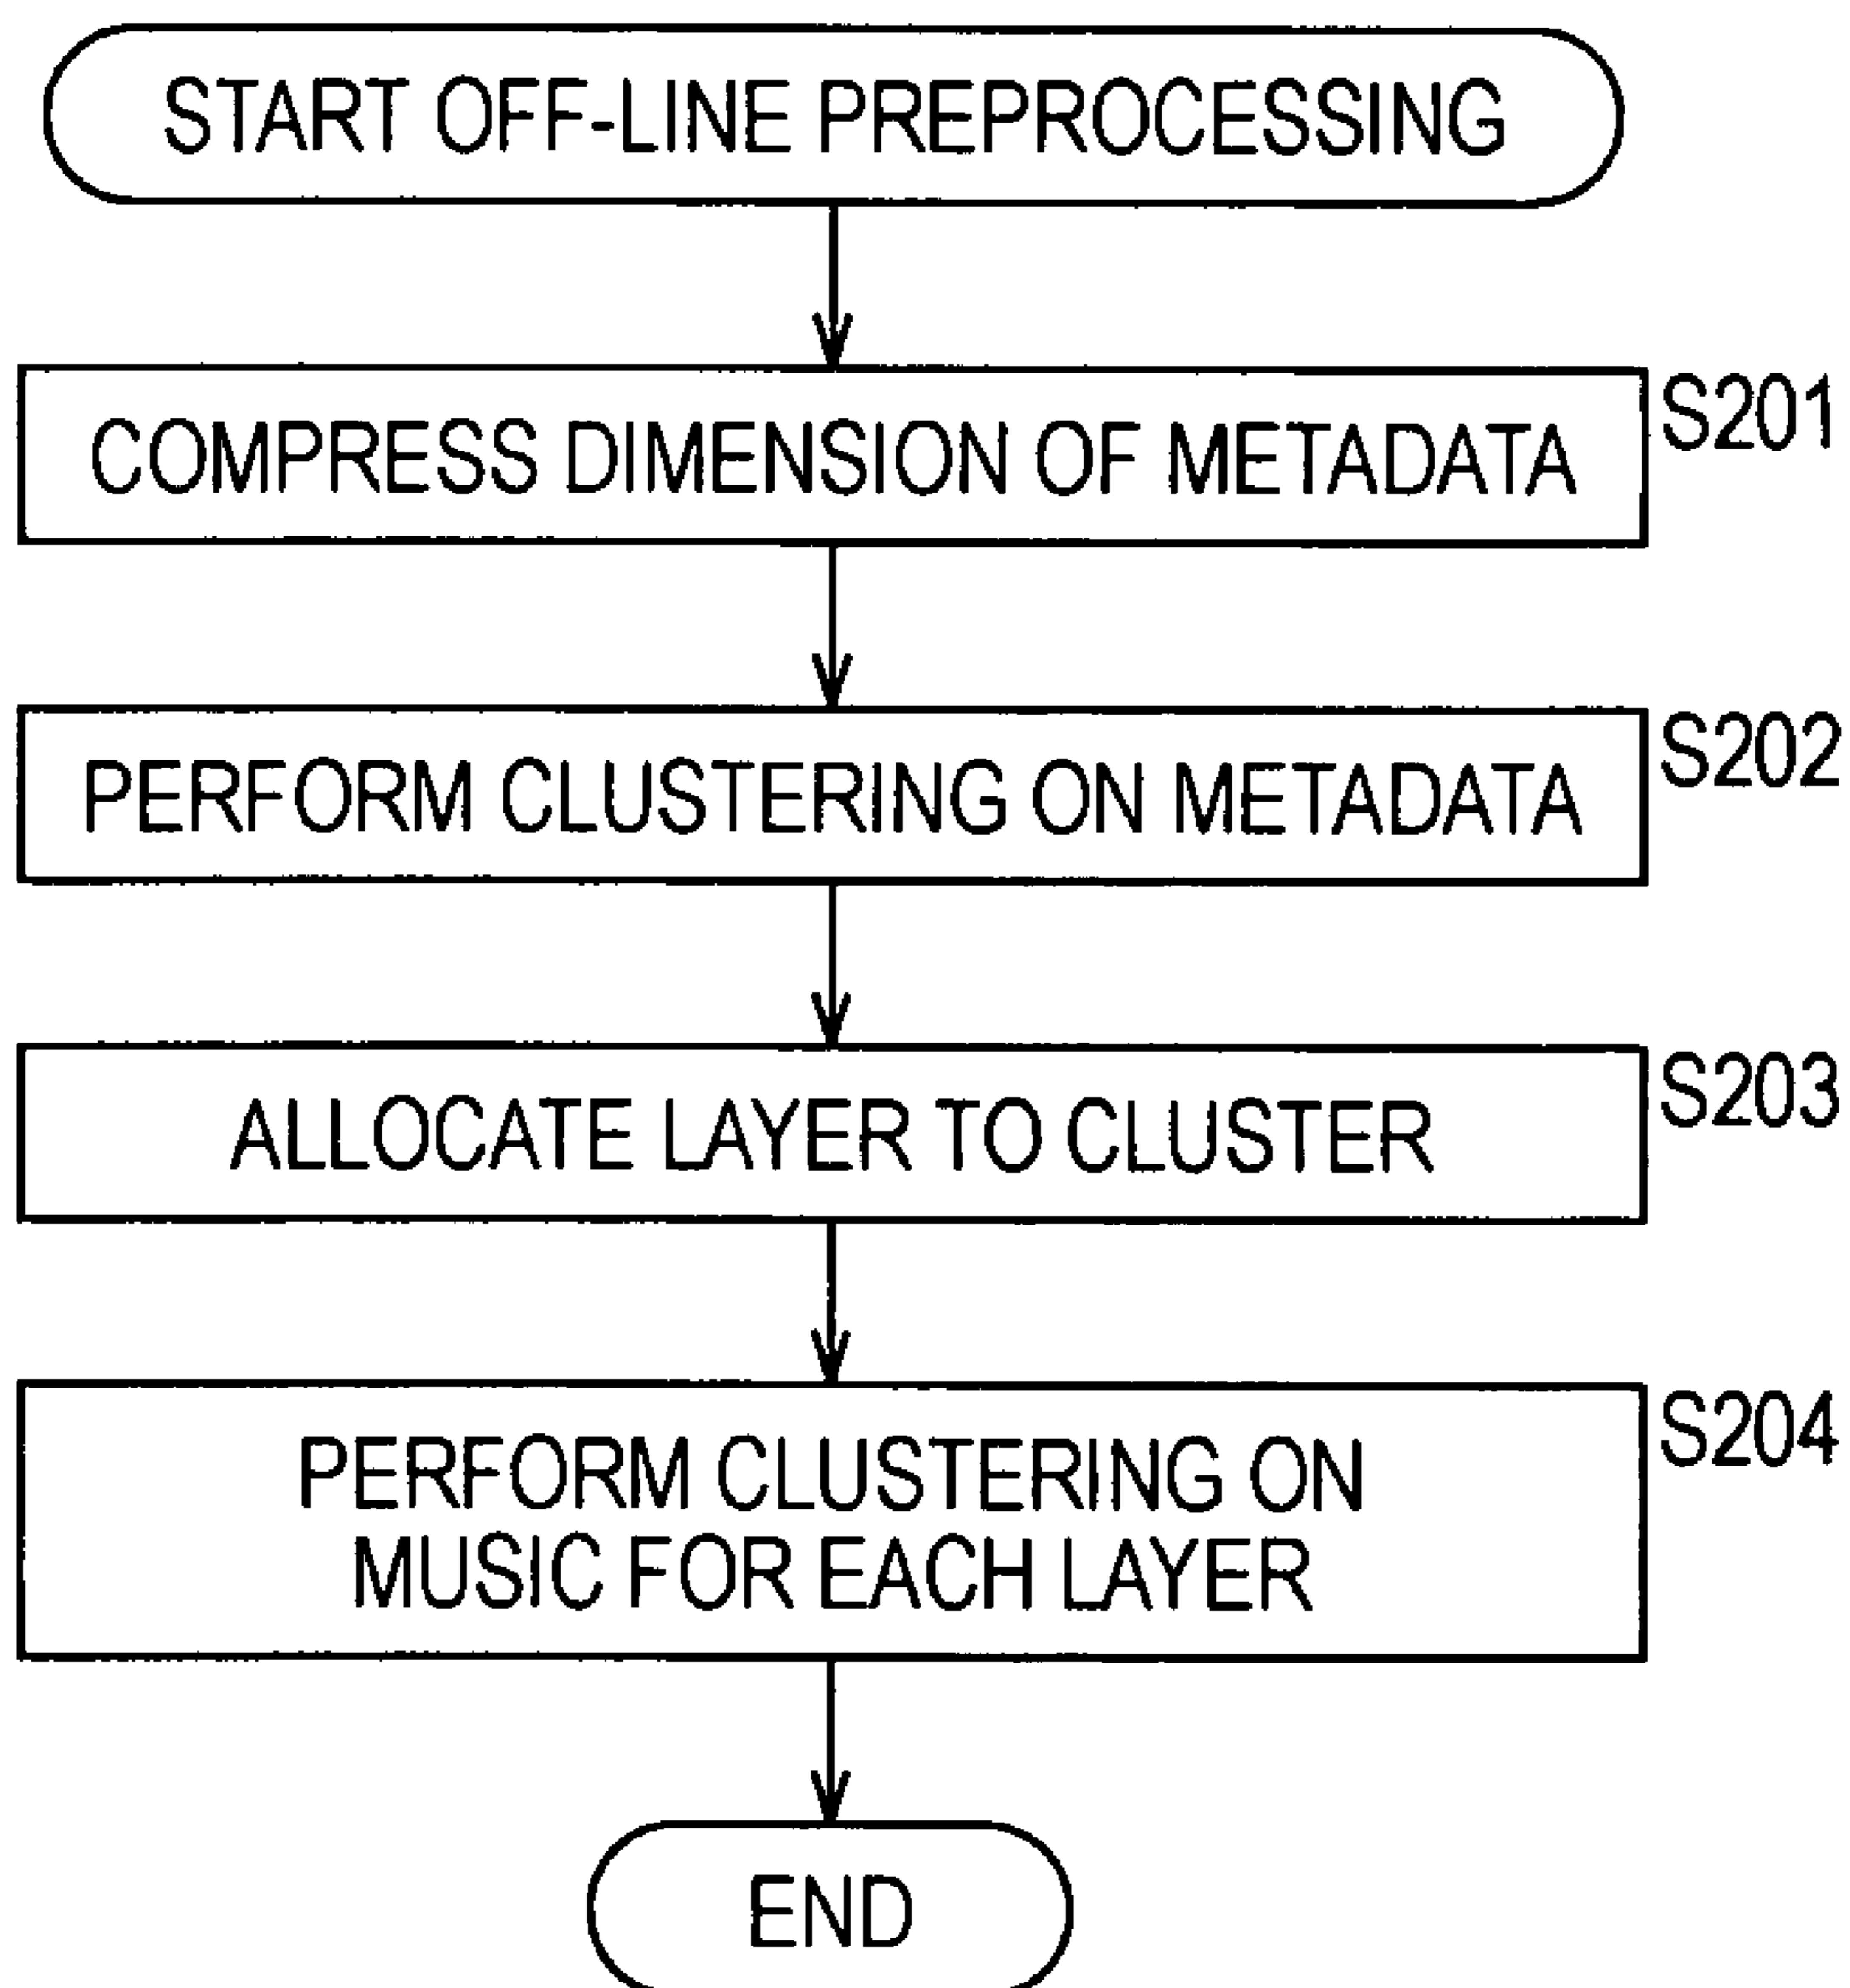 START OFF-LINE PREPROCESSING
COMPRESS DIMENSION OF METADATA
S201
PERFORM CLUSTERING ON METADATA
S202
ALLOCATE LAYER TO CLUSTER
S203
PERFORM CLUSTERING ON
MUSIC FOR EACH LAYER
S204
END